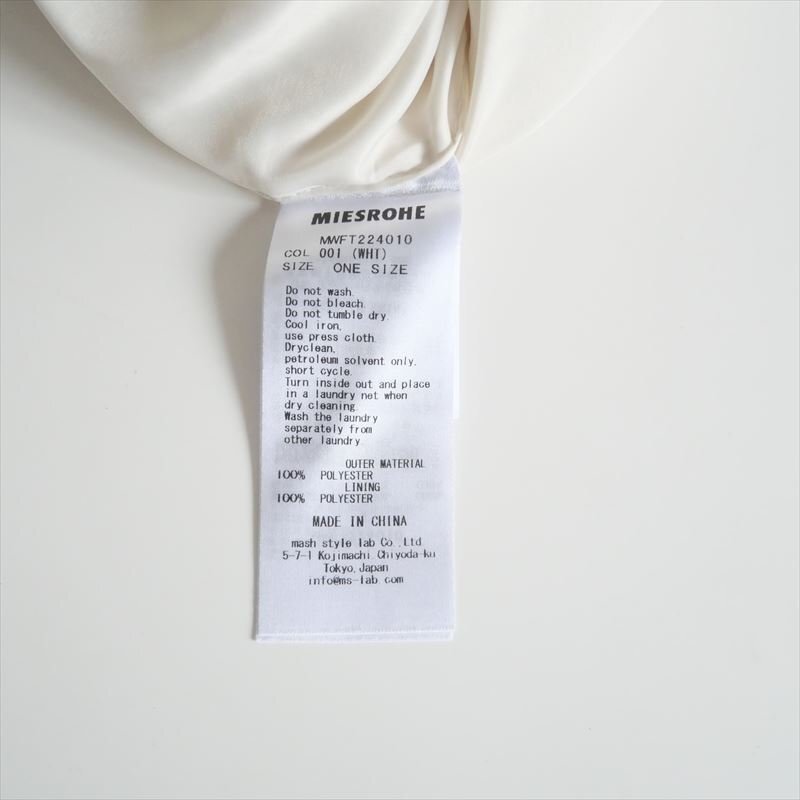 MIESROHE
MWFT224010
COL 001 (WHT)
SIZE ONE SIZE
Do not wash.
Do not bleach.
Do not tumble dry.
Cool iron,
use press cloth.
Dryclean,
petroleum solvent only,
short cycle.
Turn inside out and place
in a laundry net when
dry cleaning.
Wash the laundry
separately from
other laundry.
OUTER MATERIAL
100% POLYESTER
LINING
100% POLYESTER
MADE IN CHINA
mash style lab Co.,Ltd.
5-7-1 Kojimachi.Chiyoda-ku
Tokyo,Japan
info@ms-lab.com